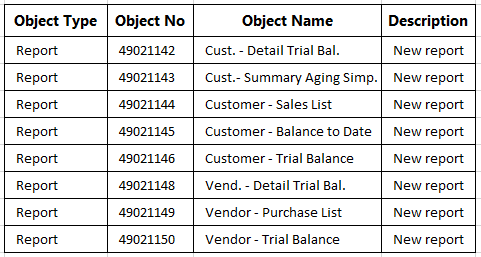 Object Type Object No Object Name Description
Report 49021142 Cust. - Detail Trial Bal. New report
Report 49021143 Cust.- Summary Aging Simp. New report
Report 49021144 Customer - Sales List New report
Report 49021145 Customer - Balance to Date New report
Report 49021146 Customer - Trial Balance New report
Report 49021148 Vend. - Detail Trial Bal. New report
Report 49021149 Vendor - Purchase List New report
Report 49021150 Vendor - Trial Balance New report